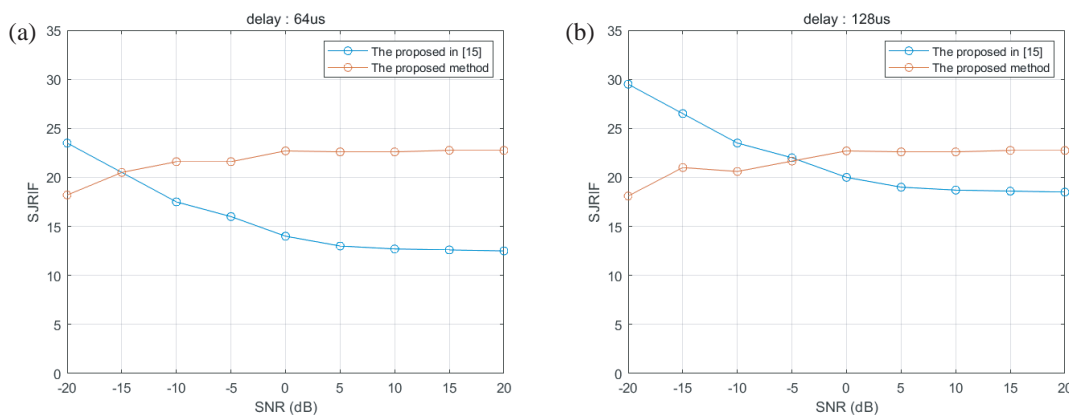 (a)
delay : 64us
35
30
25
20
15
10
5
0
SJRIF
-20 -15 -10 -5 0 5 10 15 20
SNR (dB)
The proposed in [15]
The proposed method
(b)
delay : 128us
35
30
25
20
15
10
5
0
SJRIF
-20 -15 -10 -5 0 5 10 15 20
SNR (dB)
The proposed in [15]
The proposed method